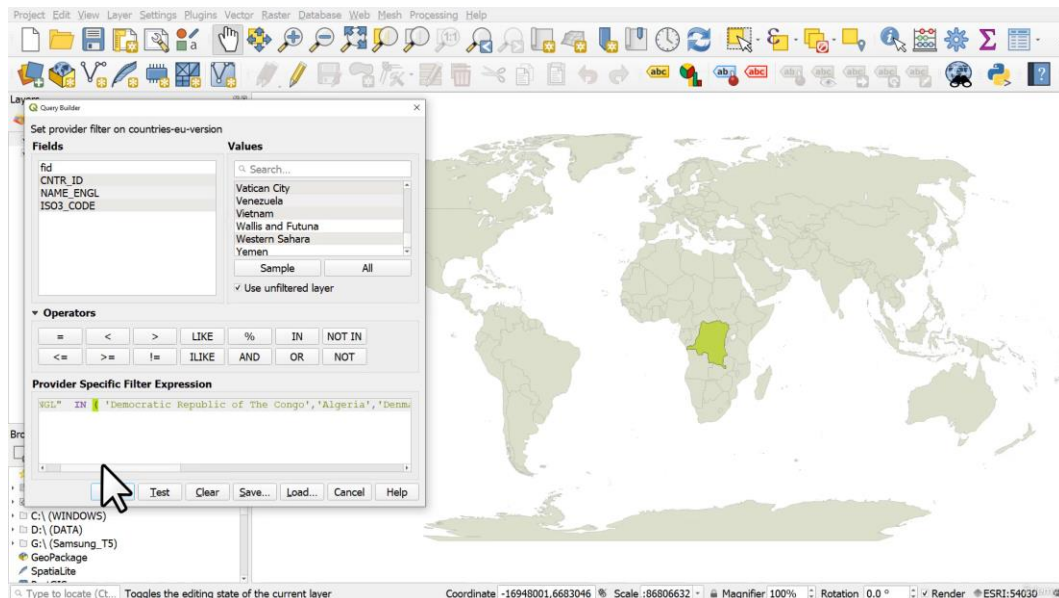 Project Edit View Layer Settings Plugins Vector Raster Database Web Mesh Processing Help
Query Builder
Set provider filter on countries-eu-version
Fields
Values
fid
CNTR_ID
NAME_ENGL
ISO3_CODE
Search...
Vatican City
Venezuela
Vietnam
Wallis and Futuna
Western Sahara
Yemen
Sample All
Use unfiltered layer
Operators
= < > LIKE % IN NOT IN
<= >= != ILIKE AND OR NOT
Provider Specific Filter Expression
IN ( 'Democratic Republic of The Congo','Algeria','Denm
Test Clear Save... Load... Cancel Help
C:\ (WINDOWS)
D:\ (DATA)
G:\ (Samsung_T5)
GeoPackage
SpatiaLite
Type to locate (Ct... Toggles the editing state of the current layer Coordinate -16948001,6683046 Scale :86806632 Magnifier 100% Rotation 0.0 ° Render ESRI:54030